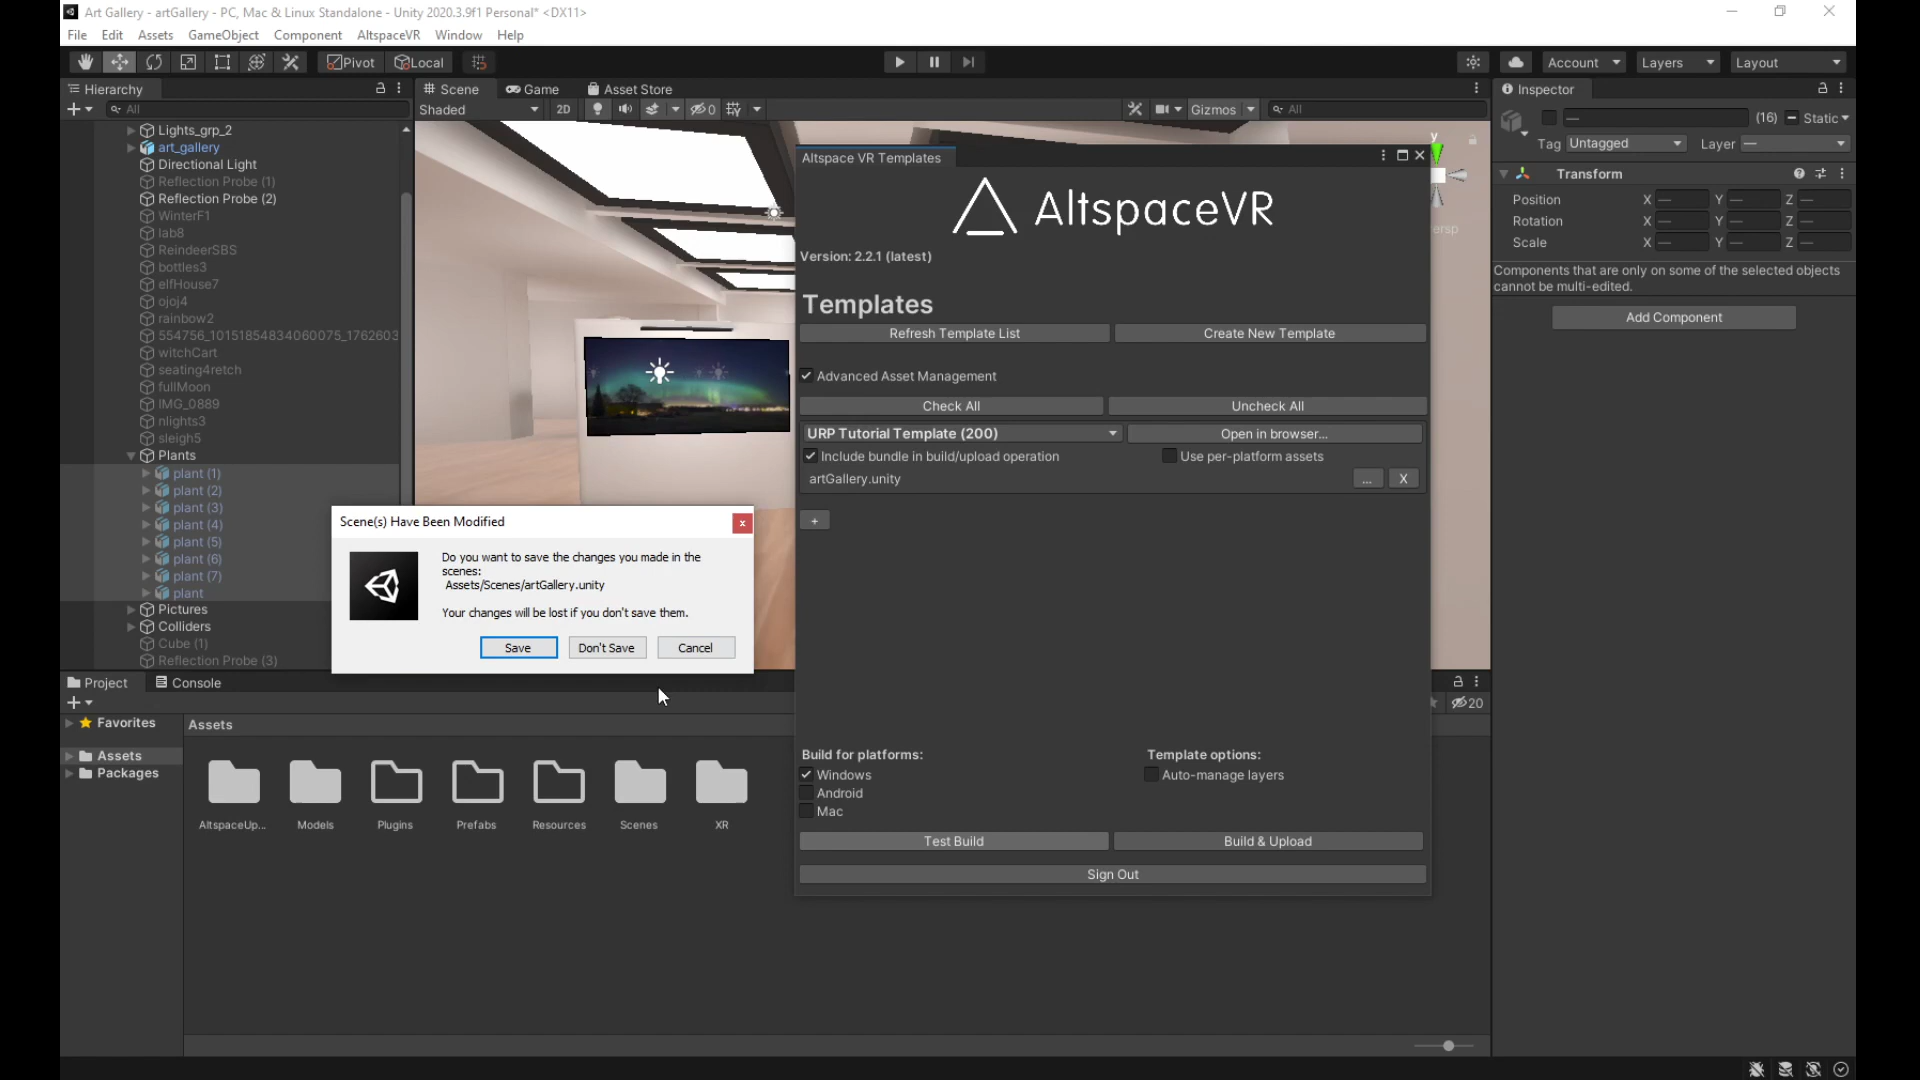 Art Gallery - artGallery - PC, Mac & Linux Standalone - Unity 2020.3.9f1 Personal* <DX11>
File Edit Assets GameObject Component AltspaceVR Window Help
Pivot Local Account Layers Layout
Hierarchy
All
Lights_grp_2
art_gallery
Directional Light
Reflection Probe (1)
Reflection Probe (2)
WinterF1
lab8
ReindeerSBS
bottles3
elfHouse7
ojoj4
rainbow2
554756_10151854834060075_1762603
witchCart
seating4retch
fullMoon
IMG_0889
nlights3
sleigh5
Plants
plant (1)
plant (2)
plant (3)
plant (4)
plant (5)
plant (6)
plant (7)
plant
Pictures
Colliders
Cube (1)
Reflection Probe (3)
Scene Game Asset Store
Shaded 2D 0 Gizmos All
y
ersp
Scene(s) Have Been Modified
x
Do you want to save the changes you made in the
scenes:
Assets/Scenes/artGallery.unity
Your changes will be lost if you don't save them.
Save Don't Save Cancel
Altspace VR Templates
AltspaceVR
Version: 2.2.1 (latest)
Templates
Refresh Template List Create New Template
Advanced Asset Management
Check All Uncheck All
URP Tutorial Template (200) Open in browser...
Include bundle in build/upload operation Use per-platform assets
artGallery.unity ... X
+
Build for platforms: Template options:
Windows Auto-manage layers
Android
Mac
Test Build Build & Upload
Sign Out
Inspector
— (16) Static
Tag Untagged Layer —
Transform
Position X — Y — Z —
Rotation X — Y — Z —
Scale X — Y — Z —
Components that are only on some of the selected objects
cannot be multi-edited.
Add Component
Project Console
20
Favorites
Assets
Packages
Assets
AltspaceUp... Models Plugins Prefabs Resources Scenes XR